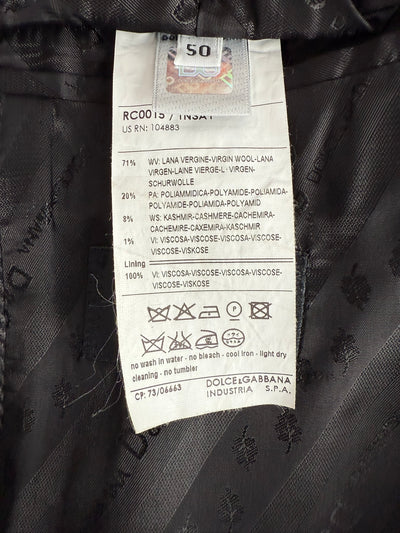 50
RC0015 /
US RN: 104883
71% WV: LANA VERGINE-VIRGIN WOOL-LANA
VIRGEN-LAINE VIERGE-L· VIRGEN-
SCHURWOLLE
20% PA: POLIAMMIDICA-POLYAMIDE-POLIAMIDA-
POLYAMIDE-POLIAMIDA-POLYAMID
8% WS: KASHMIR-CASHMERE-CACHEMIRA-
CACHEMIRE-CAXEMIRA-KASCHMIR
1% VI: VISCOSA-VISCOSE-VISCOSA-VISCOSE-
VISCOSE-VISKOSE
Lining
100% VI: VISCOSA-VISCOSE-VISCOSA-VISCOSE-
VISCOSE-VISKOSE
no wash in water - no bleach - cool iron - light dry
cleaning - no tumbler
CP: 73/06663
DOLCE&GABBANA
INDUSTRIA S.P.A.